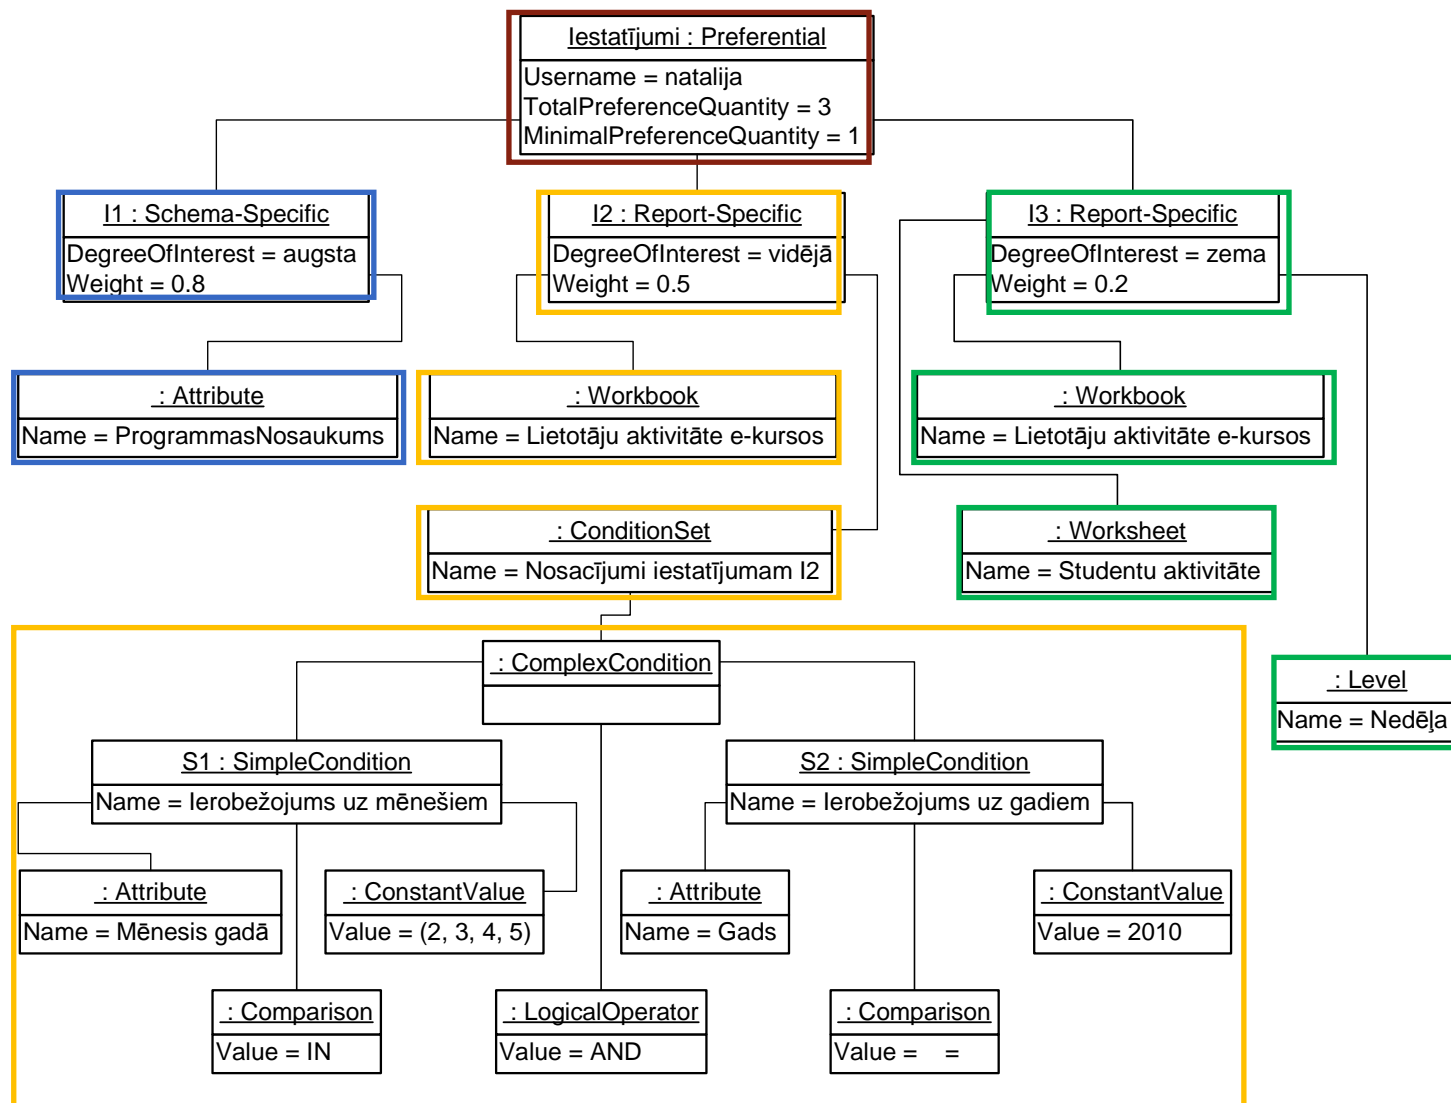 Iestatījumi : Preferential
Username = natalija
TotalPreferenceQuantity = 3
MinimalPreferenceQuantity = 1
I1 : Schema-Specific
DegreeOfInterest = augsta
Weight = 0.8
I2 : Report-Specific
DegreeOfInterest = vidējā
Weight = 0.5
I3 : Report-Specific
DegreeOfInterest = zema
Weight = 0.2
: Attribute
Name = ProgrammasNosaukums
: Workbook
Name = Lietotāju aktivitāte e-kursos
: Workbook
Name = Lietotāju aktivitāte e-kursos
: ConditionSet
Name = Nosacījumi iestatījumam I2
: Worksheet
Name = Studentu aktivitāte
: ComplexCondition
: Level
Name = Nedēļa
S1 : SimpleCondition
Name = Ierobežojums uz mēnešiem
S2 : SimpleCondition
Name = Ierobežojums uz gadiem
: Attribute
Name = Mēnesis gadā
: ConstantValue
Value = (2, 3, 4, 5)
: Attribute
Name = Gads
: ConstantValue
Value = 2010
: Comparison
Value = IN
: LogicalOperator
Value = AND
: Comparison
Value = =